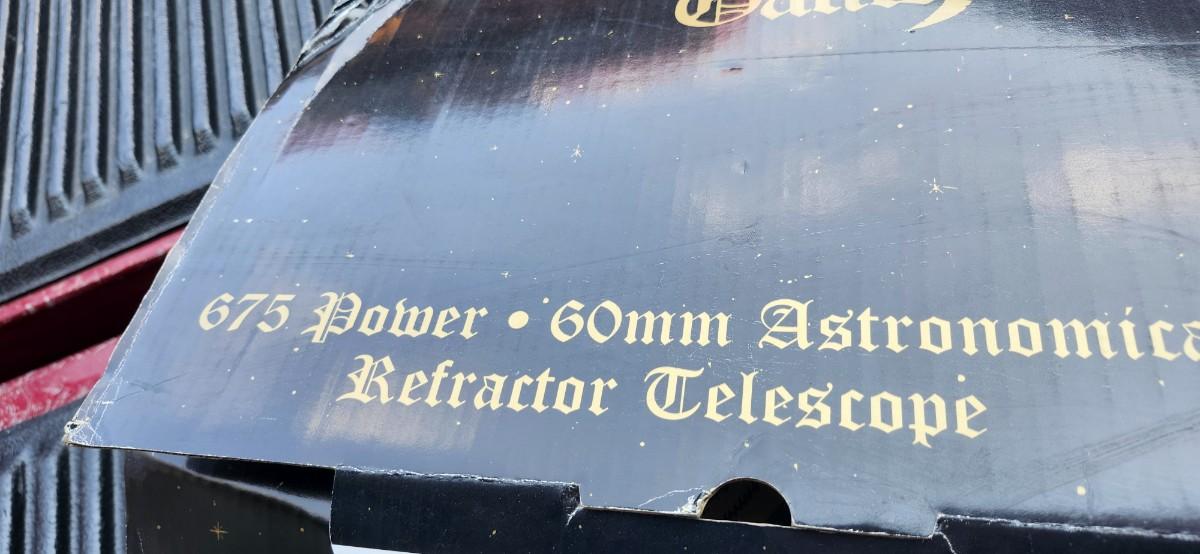 675 Power • 60mm Astronomica
Refractor Telescope